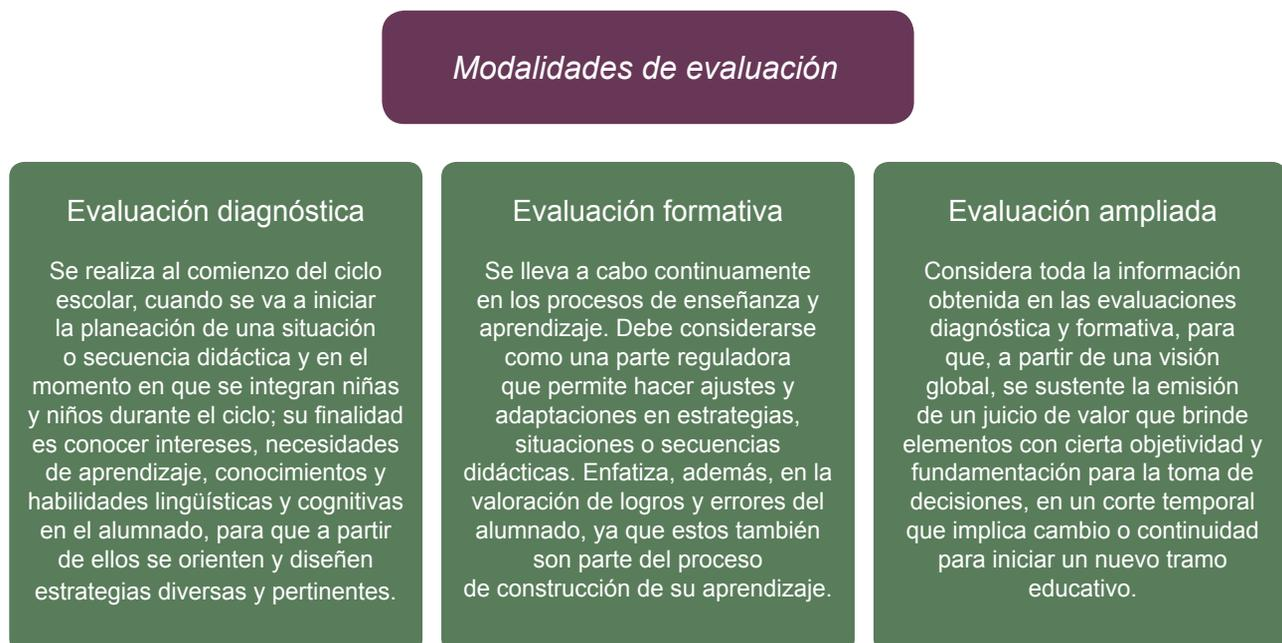 Modalidades de evaluación
Evaluación diagnóstica
Se realiza al comienzo del ciclo
escolar, cuando se va a iniciar
la planeación de una situación
o secuencia didáctica y en el
momento en que se integran niñas
y niños durante el ciclo; su finalidad
es conocer intereses, necesidades
de aprendizaje, conocimientos y
habilidades lingüísticas y cognitivas
en el alumnado, para que a partir
de ellos se orienten y diseñen
estrategias diversas y pertinentes.
Evaluación formativa
Se lleva a cabo continuamente
en los procesos de enseñanza y
aprendizaje. Debe considerarse
como una parte reguladora
que permite hacer ajustes y
adaptaciones en estrategias,
situaciones o secuencias
didácticas. Enfatiza, además, en la
valoración de logros y errores del
alumnado, ya que estos también
son parte del proceso
de construcción de su aprendizaje.
Evaluación ampliada
Considera toda la información
obtenida en las evaluaciones
diagnóstica y formativa, para
que, a partir de una visión
global, se sustente la emisión
de un juicio de valor que brinde
elementos con cierta objetividad y
fundamentación para la toma de
decisiones, en un corte temporal
que implica cambio o continuidad
para iniciar un nuevo tramo
educativo.